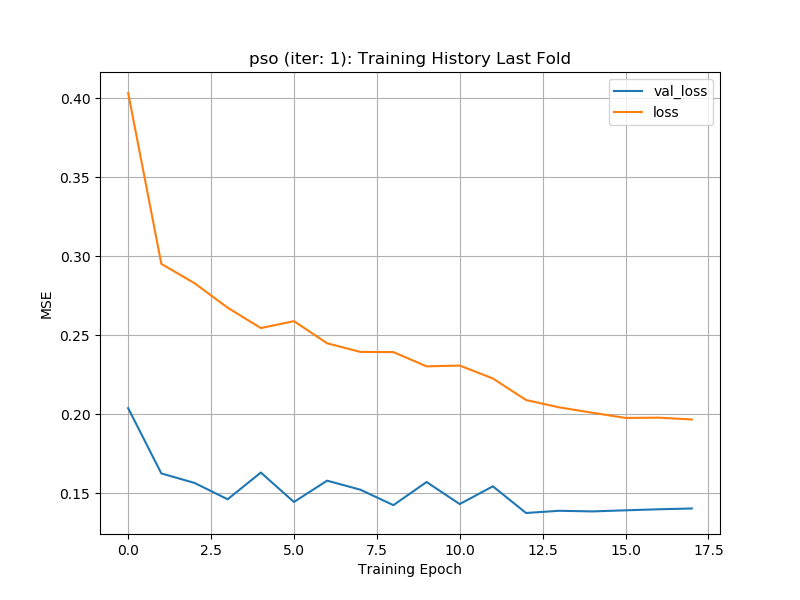 pso (iter: 1): Training History Last Fold
val_loss
loss
0.40
0.35
0.30
0.25
0.20
0.15
MSE
0.0
2.5
5.0
7.5
10.0
12.5
15.0
17.5
Training Epoch